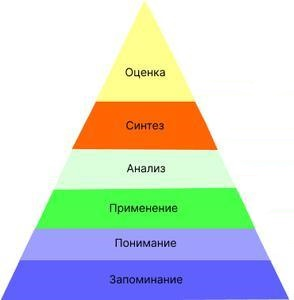 Оценка
Синтез
Анализ
Применение
Понимание
Запоминание